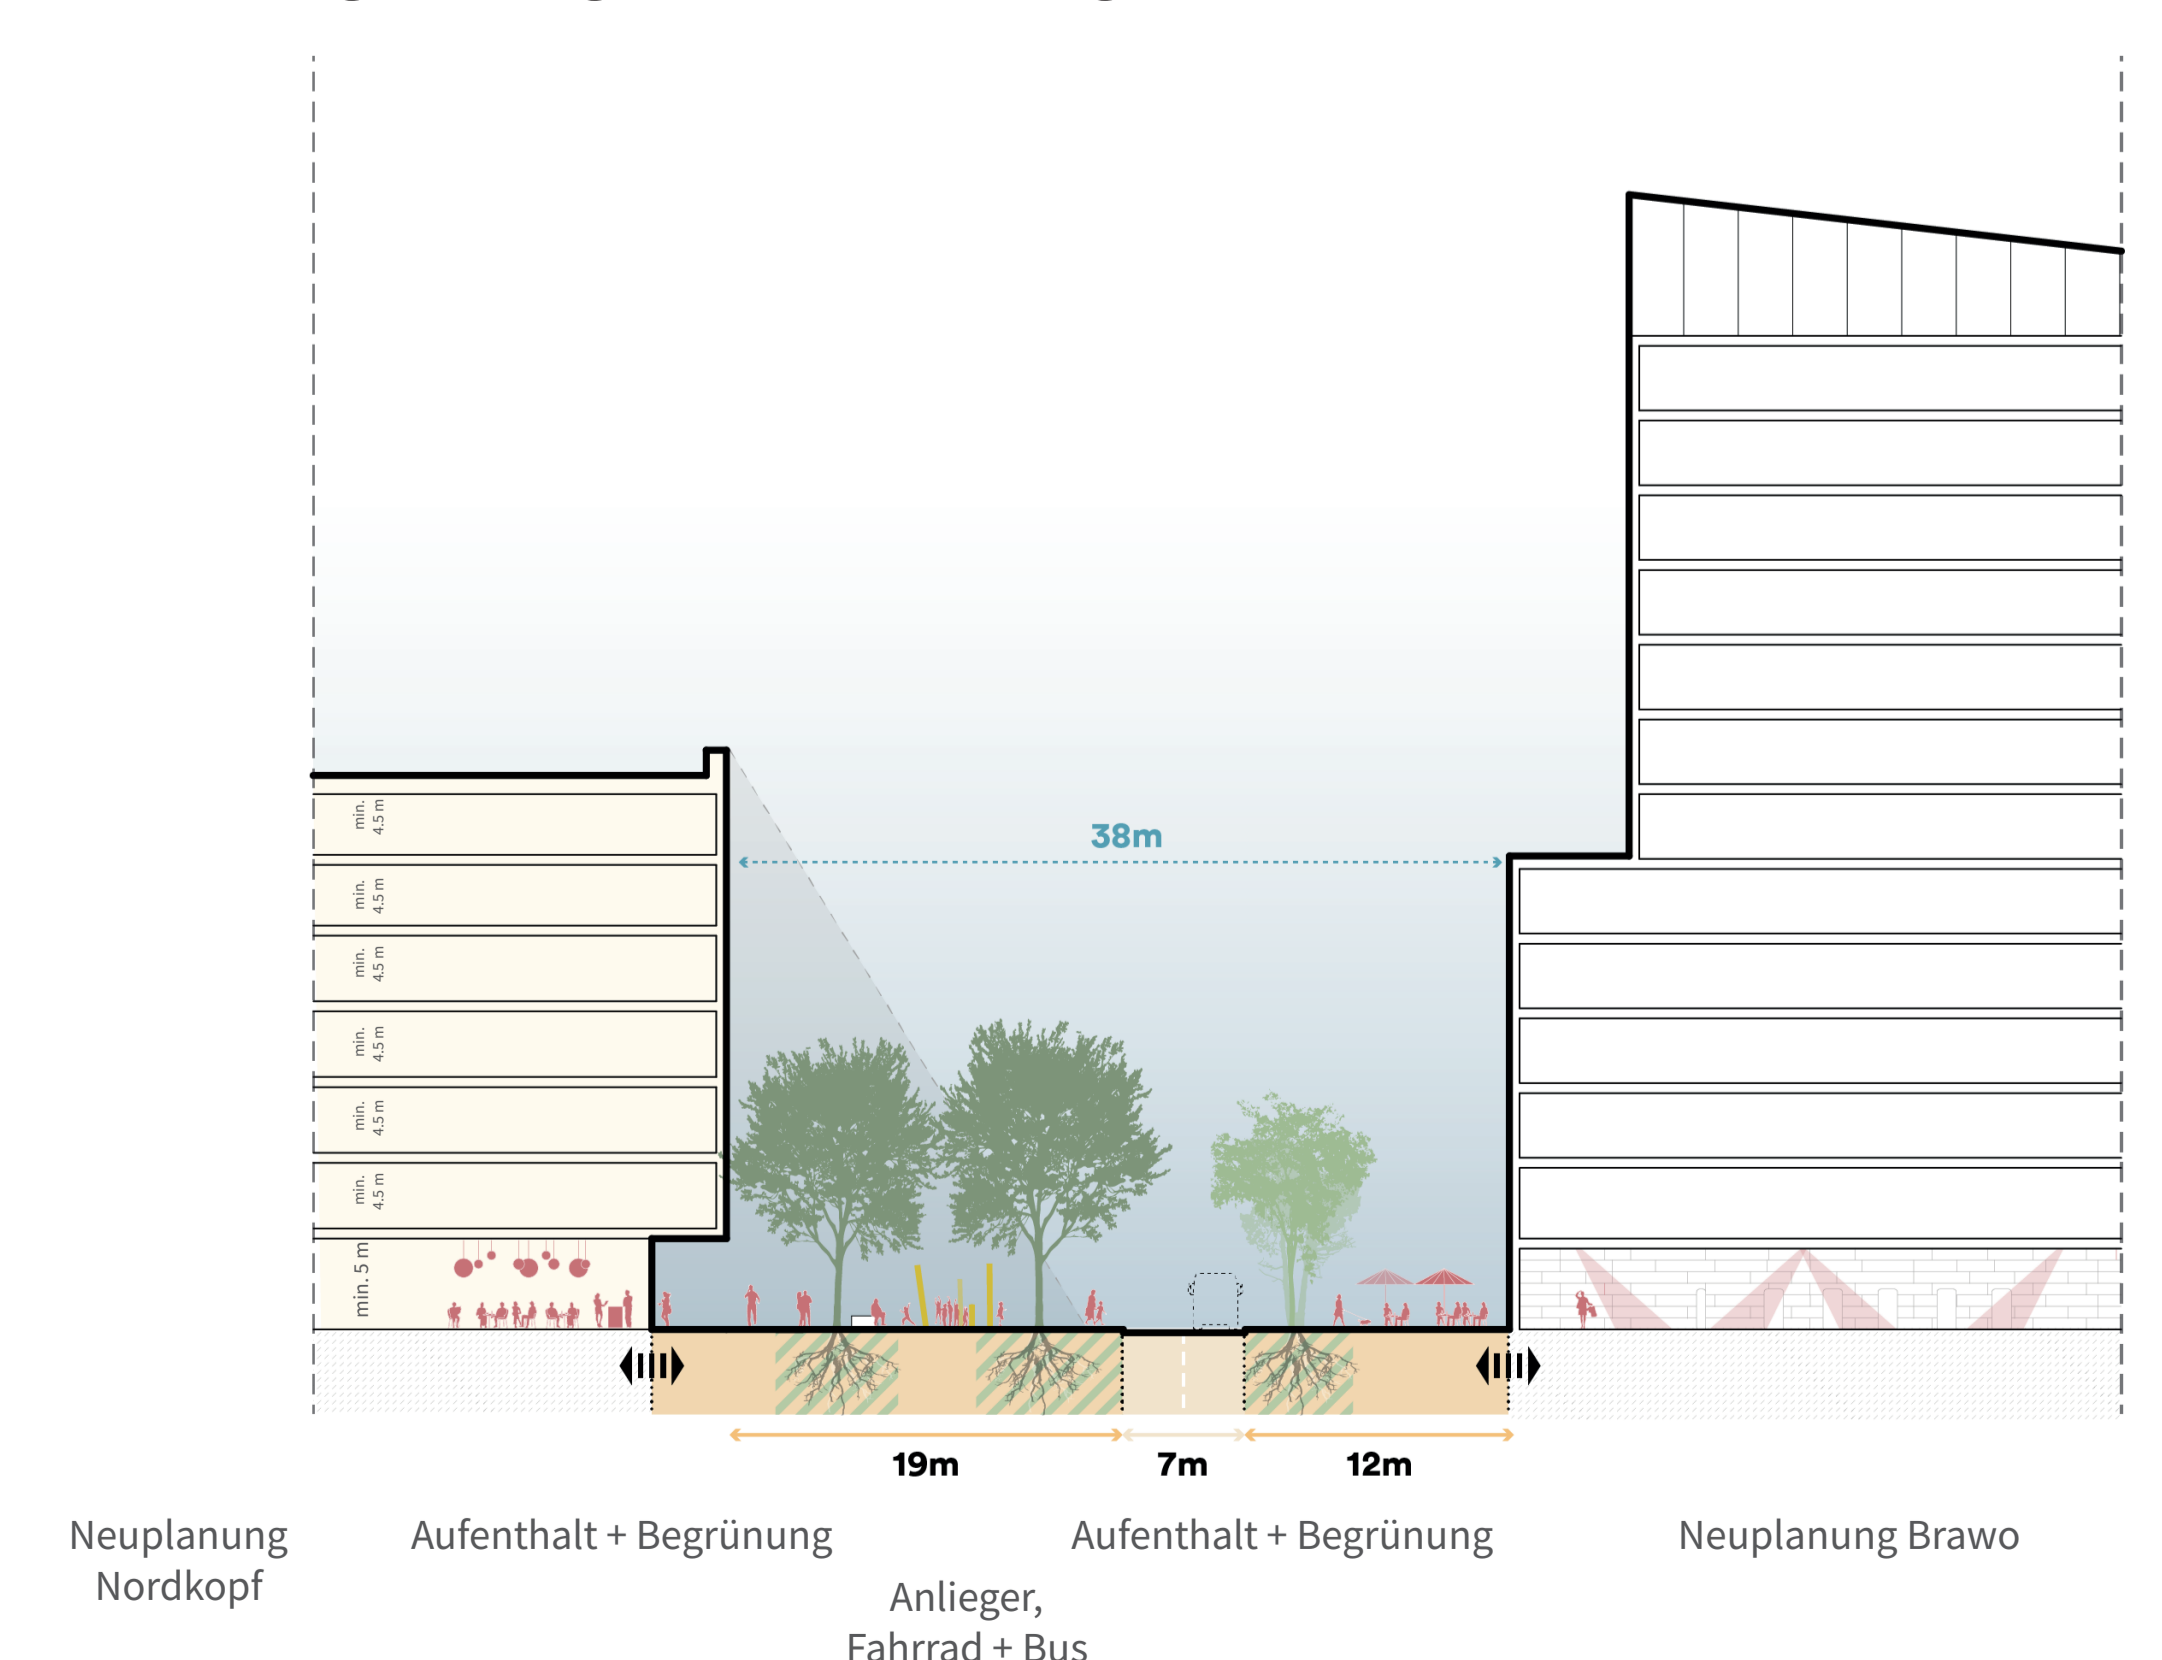 min.
4.5 m
min.
4.5 m
min.
4.5 m
min.
4.5 m
min.
4.5 m
min.
4.5 m
min. 5 m
38m
19m
7m
12m
Neuplanung
Nordkopf
Aufenthalt + Begrünung
Anlieger,
Fahrrad + Bus
Aufenthalt + Begrünung
Neuplanung Brawo